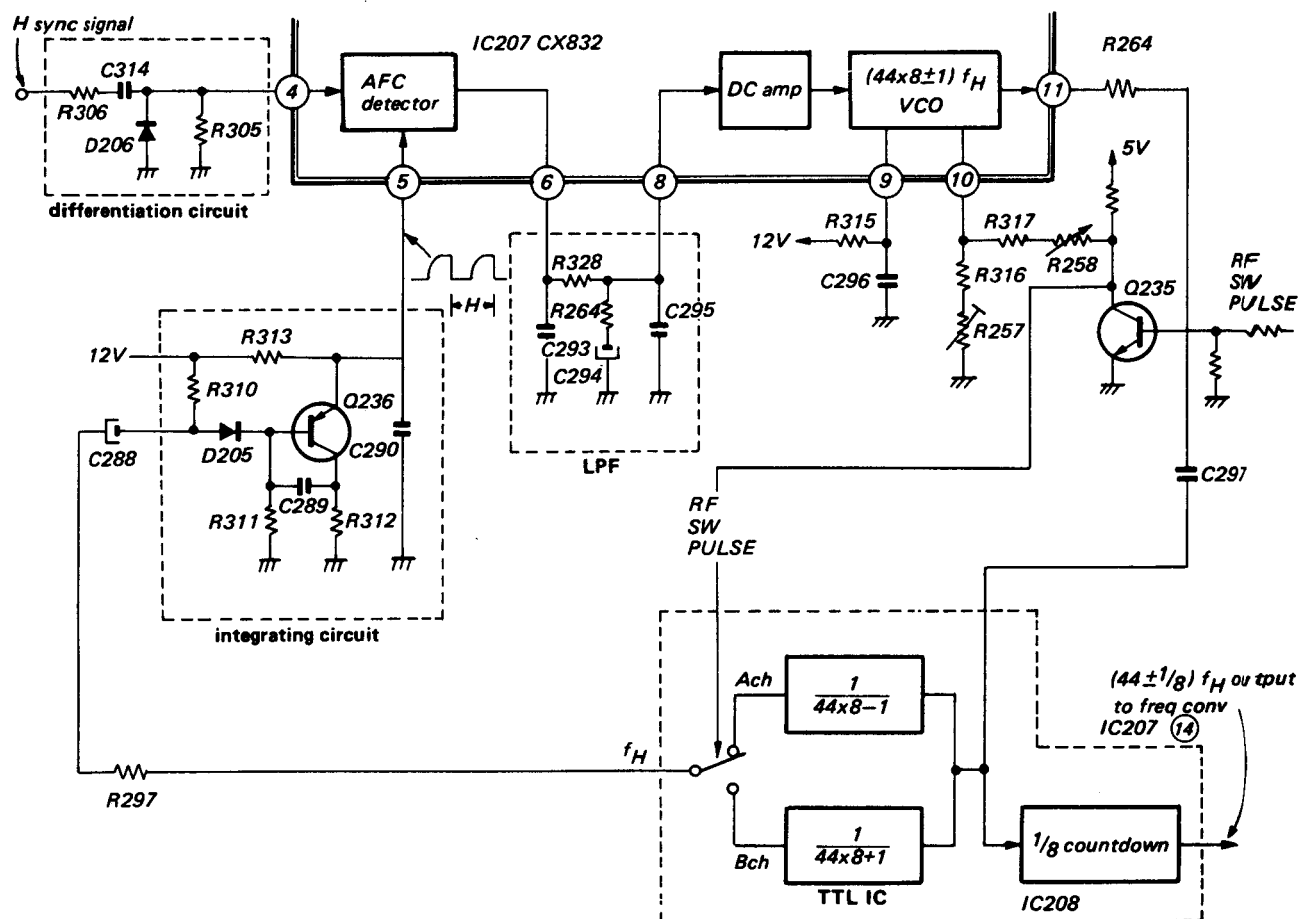 H sync signal
C314
R306
D206
R305
differentiation circuit
4
AFC
detector
IC207 CX832
5
6
8
DC amp
(44x8±1) fH
VCO
11
9
10
R264
5V
12V
R315
C296
R317
R258
R316
R257
Q235
RF
SW
PULSE
H
R328
R264
C293
C294
C295
LPF
12V
R313
R310
Q236
C288
D205
C290
C289
R311
R312
integrating circuit
C297
RF
SW
PULSE
R297
fH
Ach
1
44x8−1
Bch
1
44x8+1
TTL IC
1/8 countdown
IC208
(44±1/8) fH output
to freq conv
IC207 14